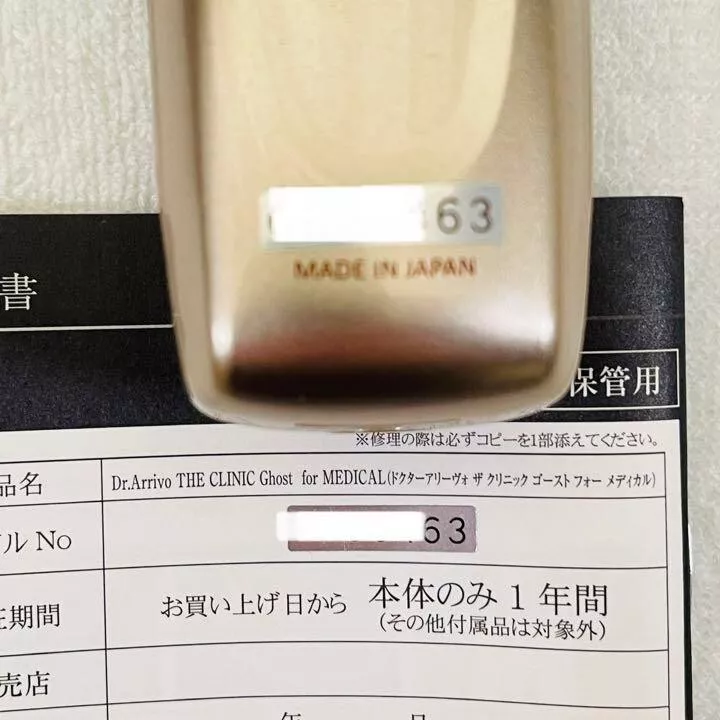 63
MADE IN JAPAN
書
保管用
※修理の際は必ずコピーを1部添えてください。
品名
Dr.Arrivo THE CLINIC Ghost for MEDICAL(ドクターアリーヴォ ザ クリニック ゴースト フォー メディカル)
ル No
63
期間
お買い上げ日から 本体のみ 1 年間
(その他付属品は対象外)
売店